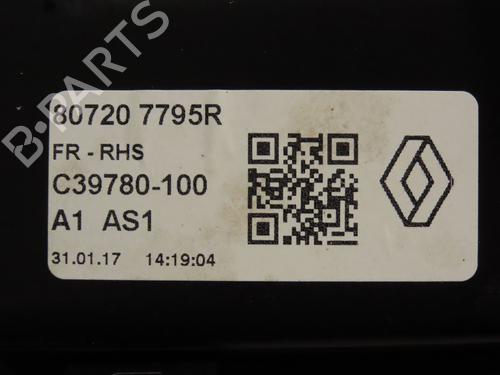 B-PARTS
80720 7795R
FR - RHS
C39780-100
A1 AS1
31.01.17 14:19:04